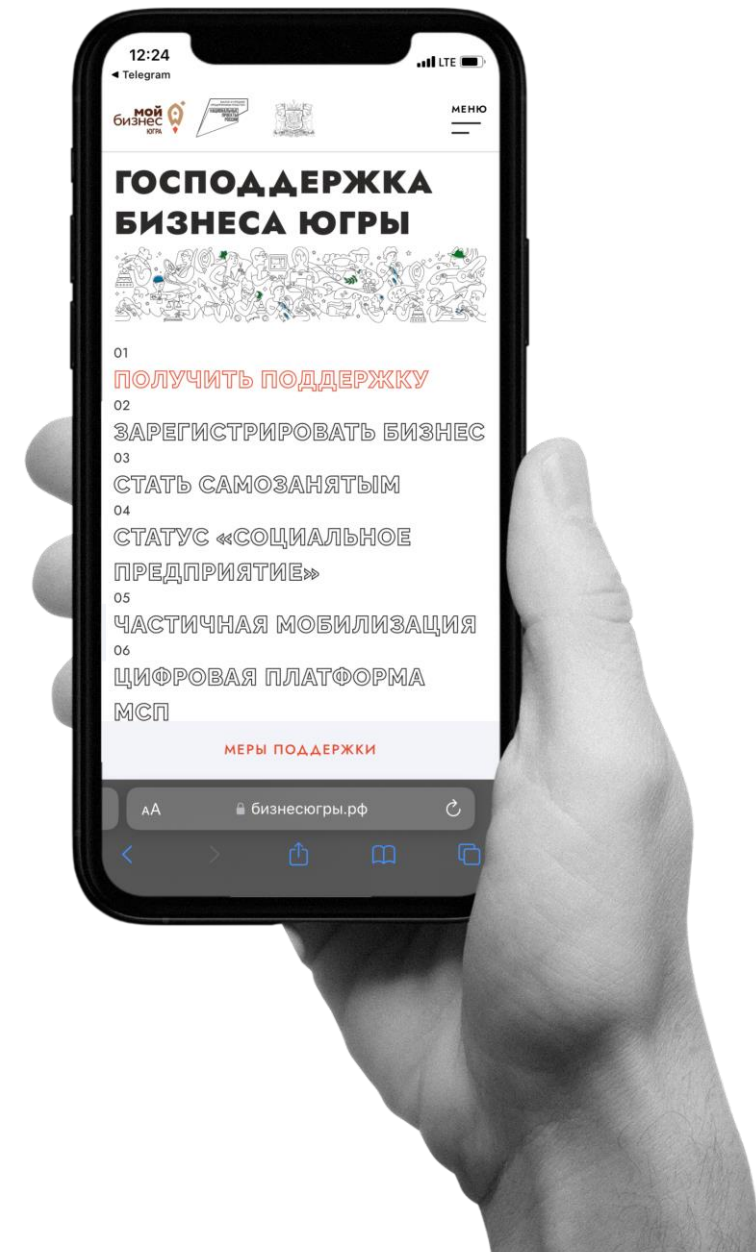 12:24
LTE
◀ Telegram
мой
бизнес
ЮГРА
МЕНЮ
ГОСПОДДЕРЖКА
БИЗНЕСА ЮГРЫ
01
ПОЛУЧИТЬ ПОДДЕРЖКУ
02
ЗАРЕГИСТРИРОВАТЬ БИЗНЕС
03
СТАТЬ САМОЗАНЯТЫМ
04
СТАТУС «СОЦИАЛЬНОЕ
ПРЕДПРИЯТИЕ»
05
ЧАСТИЧНАЯ МОБИЛИЗАЦИЯ
06
ЦИФРОВАЯ ПЛАТФОРМА
МСП
МЕРЫ ПОДДЕРЖКИ
АА бизнесюгры.рф